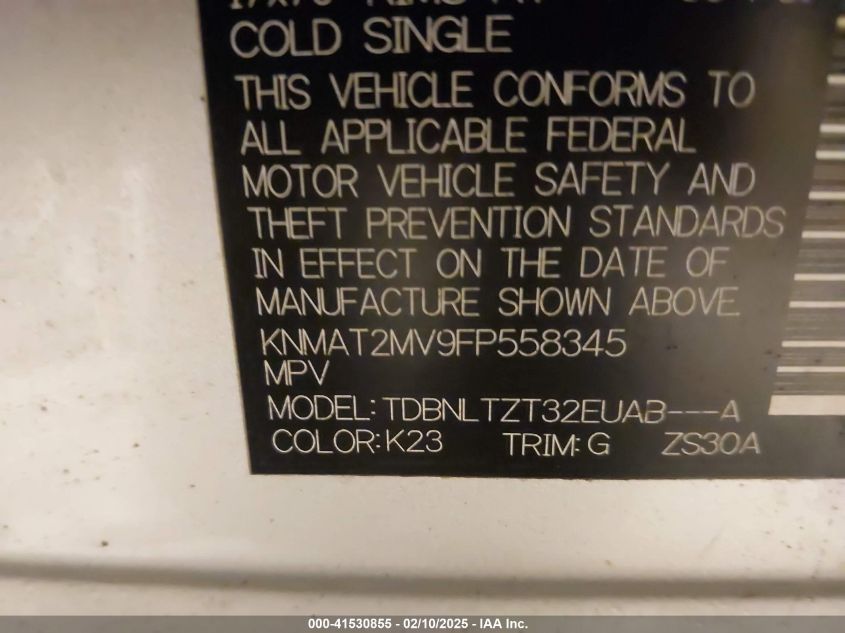 COLD SINGLE
THIS VEHICLE CONFORMS TO
ALL APPLICABLE FEDERAL
MOTOR VEHICLE SAFETY AND
THEFT PREVENTION STANDARDS
IN EFFECT ON THE DATE OF
MANUFACTURE SHOWN ABOVE.
KNMAT2MV9FP558345
MPV
MODEL: TDBNLTZT32EUAB---A
COLOR: K23 TRIM: G ZS30A
000-41530855 - 02/10/2025 - IAA Inc.